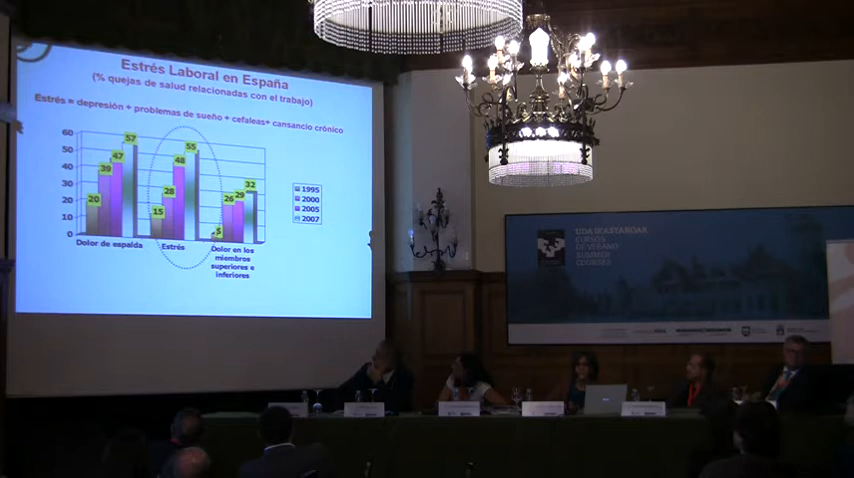 Estrés Laboral en España
(% quejas de salud relacionadas con el trabajo)
Estrés = depresión + problemas de sueño + cefaleas+ cansancio crónico
60
50
40
30
20
10
0
20
39
47
57
15
28
48
55
5
26
29
32
Dolor de espalda
Estrés
Dolor en los
miembros
superiores e
inferiores
1995
2000
2005
2007
UDA IKASTAROAK
CURSOS
DE VERANO
SUMMER
COURSES